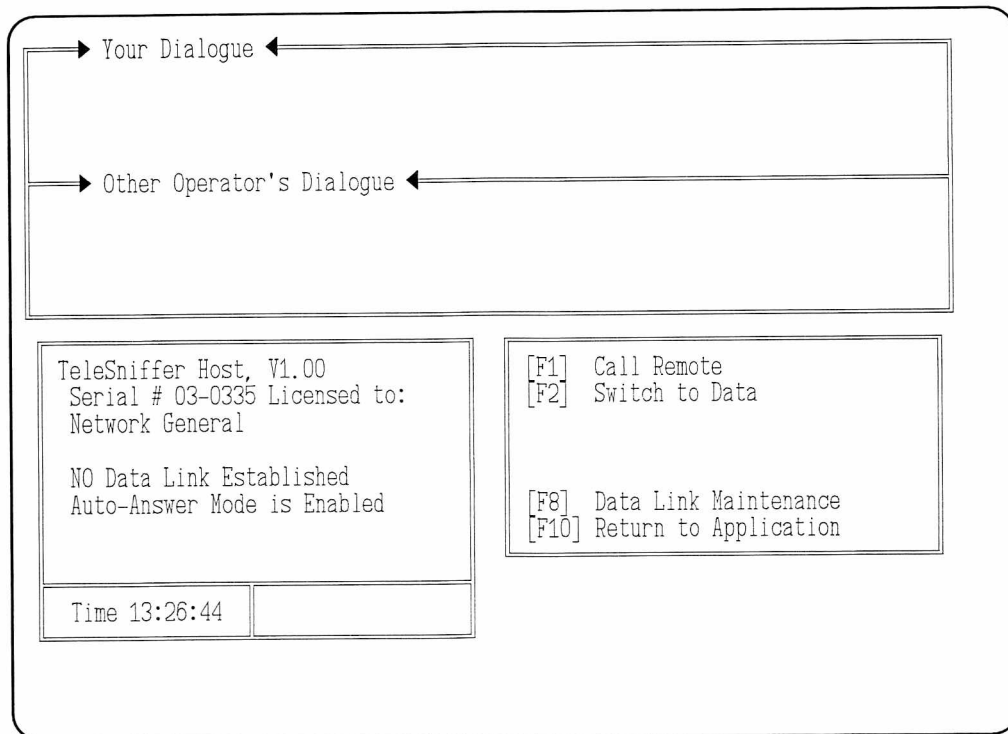 Your Dialogue
Other Operator's Dialogue
TeleSniffer Host, V1.00
Serial # 03-0335 Licensed to:
Network General
NO Data Link Established
Auto-Answer Mode is Enabled
Time 13:26:44
[F1] Call Remote
[F2] Switch to Data
[F8] Data Link Maintenance
[F10] Return to Application